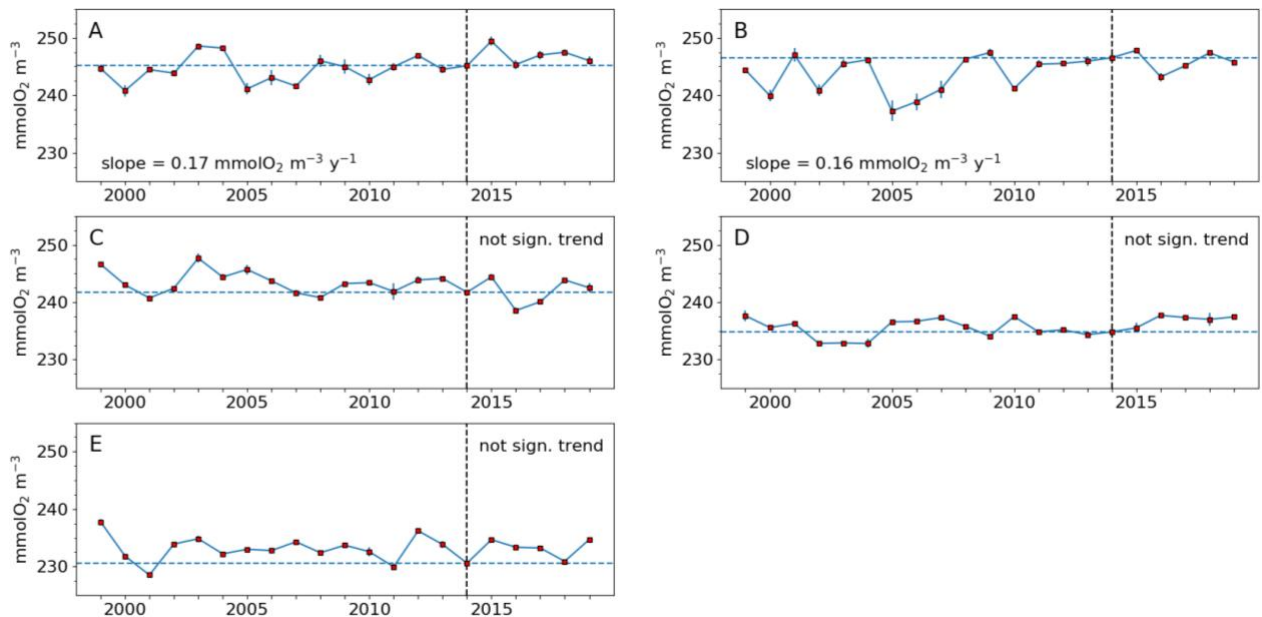 A
250
240
230
mmolO₂ m⁻³
slope = 0.17 mmolO₂ m⁻³ y⁻¹
2000 2005 2010 2015
B
250
240
230
mmolO₂ m⁻³
slope = 0.16 mmolO₂ m⁻³ y⁻¹
2000 2005 2010 2015
C
not sign. trend
250
240
230
mmolO₂ m⁻³
2000 2005 2010 2015
D
not sign. trend
250
240
230
mmolO₂ m⁻³
2000 2005 2010 2015
E
not sign. trend
250
240
230
mmolO₂ m⁻³
2000 2005 2010 2015